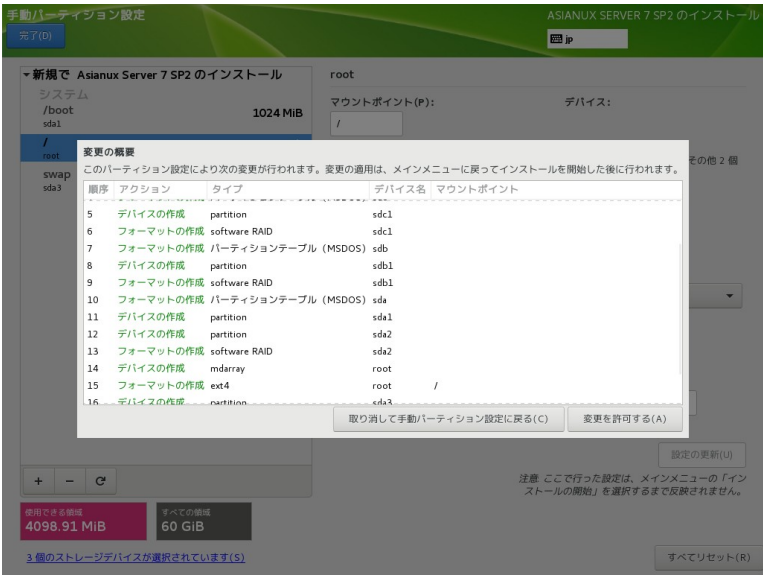 手動パーティション設定
ASIANUX SERVER 7 SP2 のインストール
完了(D)
jp
新規で Asianux Server 7 SP2 のインストール
システム
/boot
1024 MiB
sda1
/
root
swap
sda3
root
マウントポイント(P):
デバイス:
/
その他 2 個
変更の概要
このパーティション設定により次の変更が行われます。変更の適用は、メインメニューに戻ってインストールを開始した後に行われます。
順序 アクション タイプ デバイス名 マウントポイント
5 デバイスの作成 partition sdc1
6 フォーマットの作成 software RAID sdc1
7 フォーマットの作成 パーティションテーブル (MSDOS) sdb
8 デバイスの作成 partition sdb1
9 フォーマットの作成 software RAID sdb1
10 フォーマットの作成 パーティションテーブル (MSDOS) sda
11 デバイスの作成 partition sda1
12 デバイスの作成 partition sda2
13 フォーマットの作成 software RAID sda2
14 デバイスの作成 mdarray root
15 フォーマットの作成 ext4 root /
16 デバイスの作成 partition sda3
取り消して手動パーティション設定に戻る(C)
変更を許可する(A)
設定の更新(U)
注意: ここで行った設定は、メインメニューの「イン
ストールの開始」を選択するまで反映されません。
+ − 
使用できる領域
4098.91 MiB
すべての領域
60 GiB
3 個のストレージデバイスが選択されています(S)
すべてリセット(R)